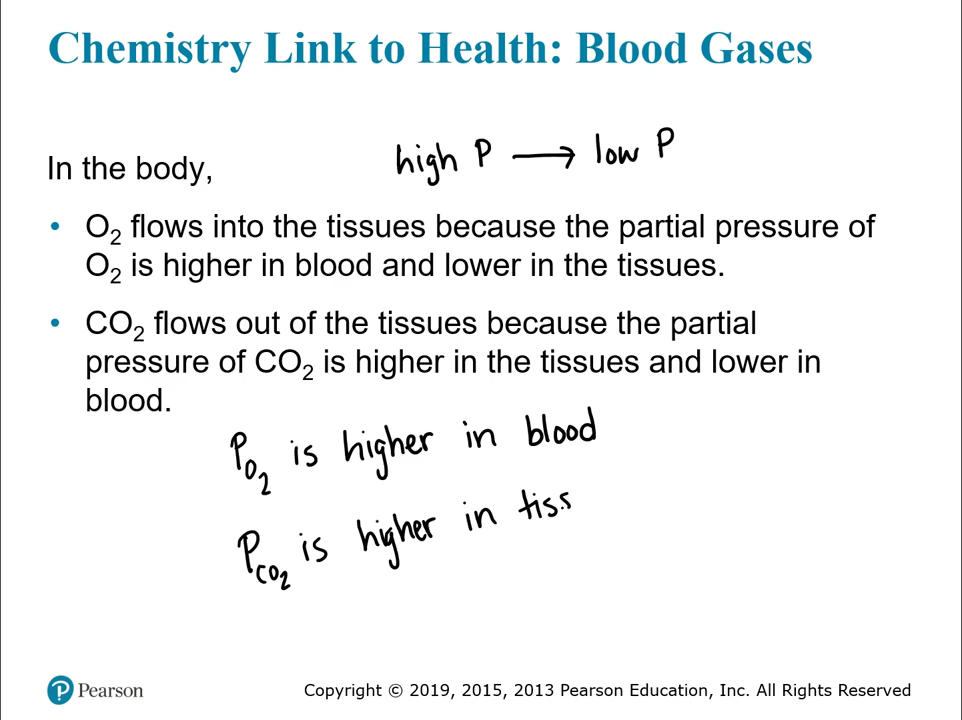 Chemistry Link to Health: Blood Gases
high P → low P
In the body,
• O₂ flows into the tissues because the partial pressure of
O₂ is higher in blood and lower in the tissues.
• CO₂ flows out of the tissues because the partial
pressure of CO₂ is higher in the tissues and lower in
blood.
P_O₂ is higher in blood
P_CO₂ is higher in tiss
P Pearson
Copyright © 2019, 2015, 2013 Pearson Education, Inc. All Rights Reserved